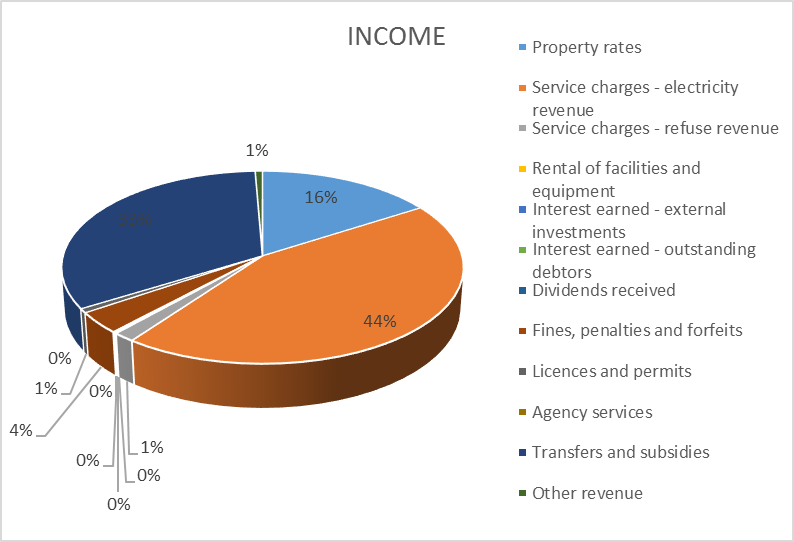 INCOME
Property rates
Service charges - electricity
revenue
Service charges - refuse revenue
Rental of facilities and
equipment
Interest earned - external
investments
Interest earned - outstanding
debtors
Dividends received
Fines, penalties and forfeits
Licences and permits
Agency services
Transfers and subsidies
Other revenue
1%
16%
44%
0%
1%
0%
4%
1%
0%
0%
0%